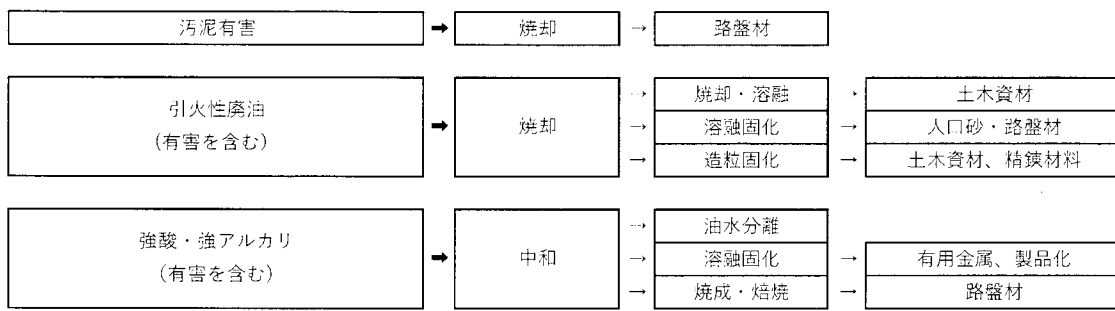 汚泥有害 ➡ 焼却 → 路盤材
引火性廃油
(有害を含む)
➡ 焼却
→ 焼却・溶融 → 土木資材
→ 溶融固化 → 人口砂・路盤材
→ 造粒固化 → 土木資材、精錬材料
強酸・強アルカリ
(有害を含む)
➡ 中和
→ 油水分離
→ 溶融固化 → 有用金属、製品化
→ 焼成・焙焼 → 路盤材